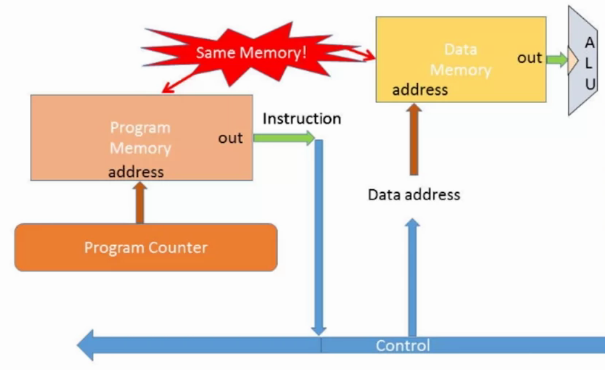 Same Memory!
Data
Memory
out
address
A
L
U
Program
Memory
out
address
Instruction
Data address
Program Counter
Control